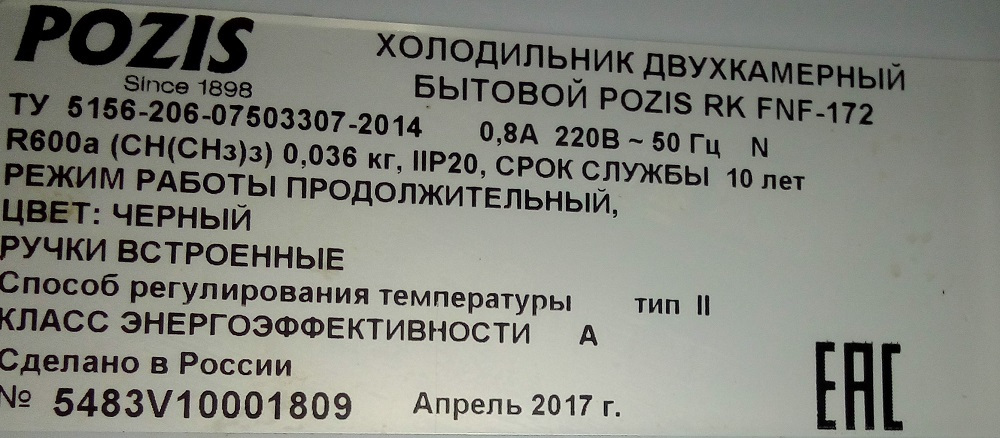 POZIS
Since 1898
ХОЛОДИЛЬНИК ДВУХКАМЕРНЫЙ
БЫТОВОЙ POZIS RK FNF-172
ТУ 5156-206-07503307-2014 0,8А 220В ~ 50 Гц N
R600a (CH(CH3)3) 0,036 кг, IIP20, СРОК СЛУЖБЫ 10 лет
РЕЖИМ РАБОТЫ ПРОДОЛЖИТЕЛЬНЫЙ,
ЦВЕТ: ЧЕРНЫЙ
РУЧКИ ВСТРОЕННЫЕ
Способ регулирования температуры тип II
КЛАСС ЭНЕРГОЭФФЕКТИВНОСТИ А
Сделано в России
№ 5483V10001809 Апрель 2017 г.
EAC